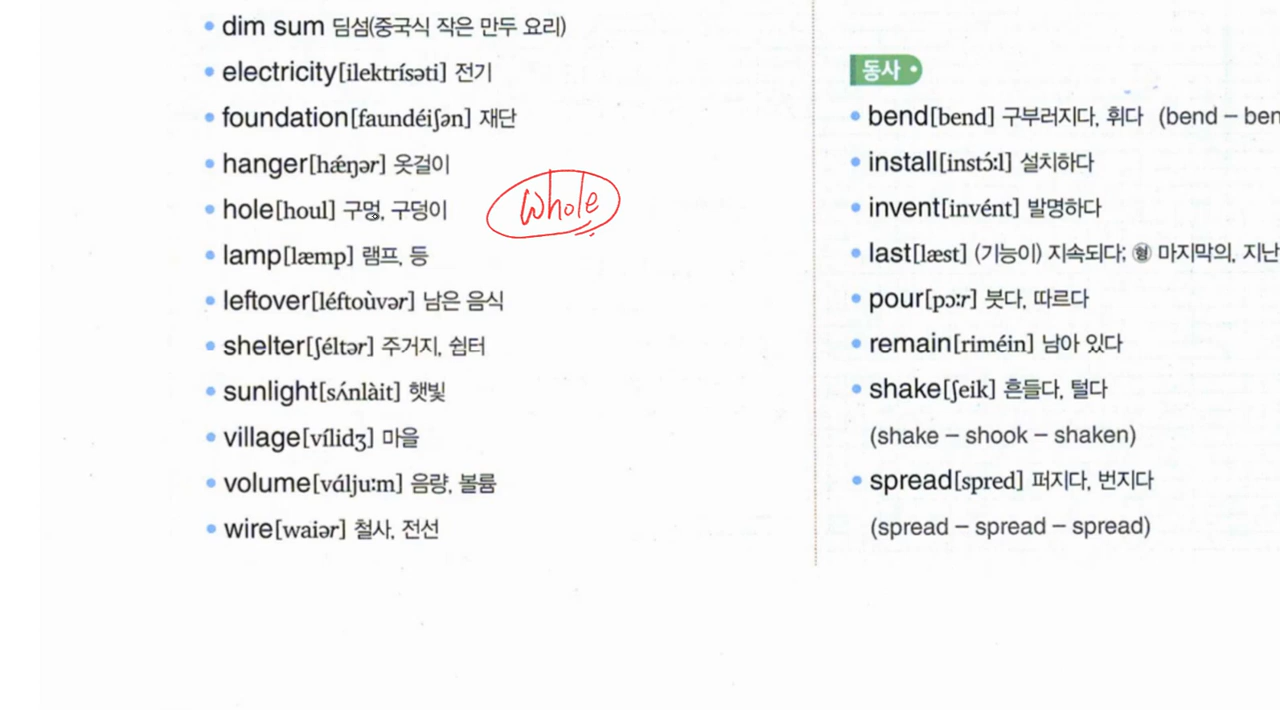 dim sum 딤섬(중국식 작은 만두 요리)
electricity[ilektrísəti] 전기
foundation[faundéiʃən] 재단
hanger[hǽŋər] 옷걸이
hole[houl] 구멍, 구덩이
whole
lamp[læmp] 램프, 등
leftover[léftoùvər] 남은 음식
shelter[ʃéltər] 주거지, 쉼터
sunlight[sʌ́nlàit] 햇빛
village[vílidʒ] 마을
volume[válju:m] 음량, 볼륨
wire[waiər] 철사, 전선
동사
bend[bend] 구부러지다, 휘다 (bend – ben
install[instɔ́:l] 설치하다
invent[invént] 발명하다
last[læst] (기능이) 지속되다; 형 마지막의, 지난
pour[pɔ:r] 붓다, 따르다
remain[riméin] 남아 있다
shake[ʃeik] 흔들다, 털다
(shake – shook – shaken)
spread[spred] 퍼지다, 번지다
(spread – spread – spread)